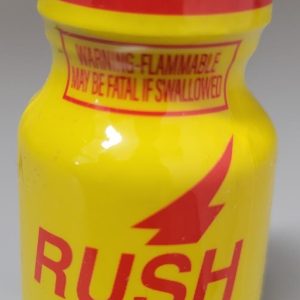 WARNING-FLAMMABLE
MAY BE FATAL IF SWALLOWED
RUSH